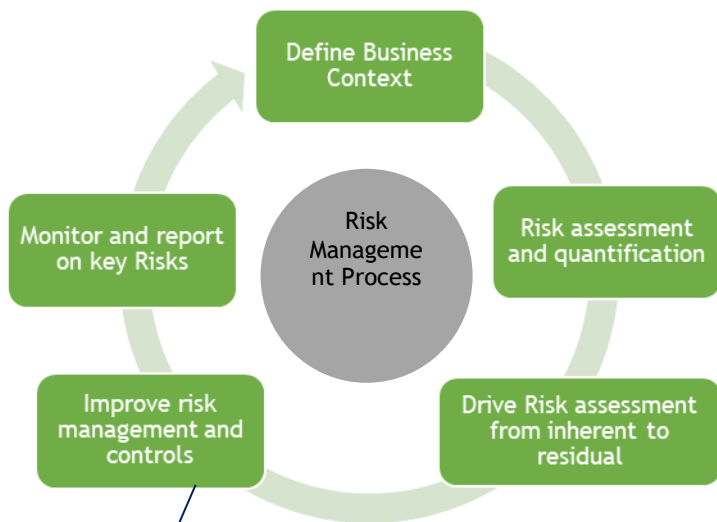 Define Business
Context
Risk assessment
and quantification
Drive Risk assessment
from inherent to
residual
Improve risk
management and
controls
Monitor and report
on key Risks
Risk
Manageme
nt Process